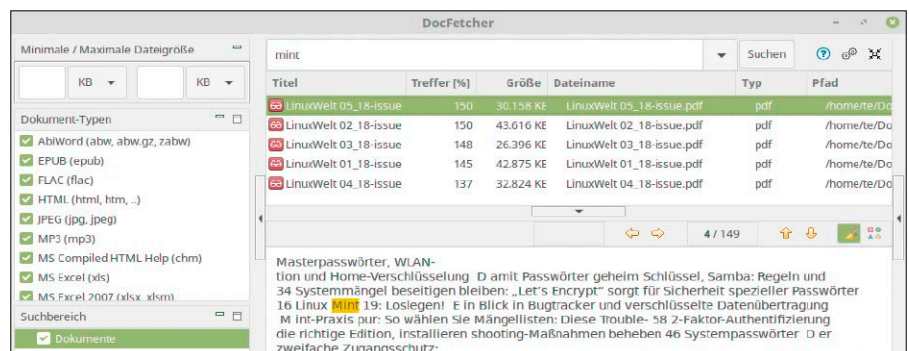 DocFetcher
Minimale / Maximale Dateigröße
KB
KB
Dokument-Typen
AbiWord (abw, abw.gz, zabw)
EPUB (epub)
FLAC (flac)
HTML (html, htm, ..)
JPEG (jpg, jpeg)
MP3 (mp3)
MS Compiled HTML Help (chm)
MS Excel (xls)
MS Excel 2007 (xlsx, xlsm)
Suchbereich
Dokumente
mint
Suchen
Titel Treffer [%] Größe Dateiname Typ Pfad
LinuxWelt 05_18-issue 150 30.158 KE LinuxWelt 05_18-issue.pdf pdf /home/te/Do
LinuxWelt 02_18-issue 150 43.616 KE LinuxWelt 02_18-issue.pdf pdf /home/te/Do
LinuxWelt 03_18-issue 148 26.396 KE LinuxWelt 03_18-issue.pdf pdf /home/te/Do
LinuxWelt 01_18-issue 145 42.875 KE LinuxWelt 01_18-issue.pdf pdf /home/te/Do
LinuxWelt 04_18-issue 137 32.824 KE LinuxWelt 04_18-issue.pdf pdf /home/te/Do
4 / 149
Masterpasswörter, WLAN-
tion und Home-Verschlüsselung D amit Passwörter geheim Schlüssel, Samba: Regeln und
34 Systemmängel beseitigen bleiben: „Let's Encrypt" sorgt für Sicherheit spezieller Passwörter
16 Linux Mint 19: Loslegen! E in Blick in Bugtracker und verschlüsselte Datenübertragung
M int-Praxis pur: So wählen Sie Mängellisten: Diese Trouble- 58 2-Faktor-Authentifizierung
die richtige Edition, installieren shooting-Maßnahmen beheben 46 Systempasswörter D er
zweifache Zugangsschutz: